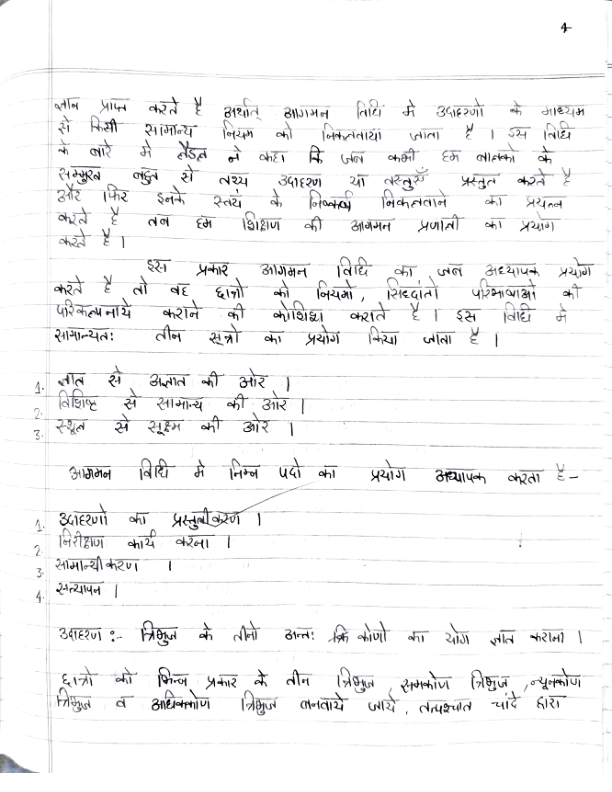 4
ज्ञान प्राप्त करते है अर्थात् आगमन विधि मे उदाहरणो के माध्यम
से किसी सामान्य नियम को निकलवाया जाता है । इस विधि
के बारे मे लैंडल ने कहा कि जब कभी हम बालको के
सम्मुख बहुत से तथ्य उदाहरण या वस्तुएँ प्रस्तुत करते है
और फिर इनके स्वयं के निष्कर्ष निकलवाने का प्रयत्न
करते है तब हम शिक्षण की आगमन प्रणाली का प्रयोग
करते है ।
इस प्रकार आगमन विधि का जब अध्यापक प्रयोग
करते है तो वह छात्रो को नियमो, सिद्धांतो परिभाषाओ की
परिकल्पनाये कराने की कोशिश कराते है । इस विधि मे
सामान्यतः तीन सूत्रो का प्रयोग किया जाता है ।
1. ज्ञात से अज्ञात की ओर ।
2. विशिष्ट से सामान्य की ओर ।
3. स्थूल से सूक्ष्म की ओर ।
आगमन विधि मे निम्न पदो का प्रयोग अध्यापक करता है -
1. उदाहरणो का प्रस्तुतीकरण ।
2. निरीक्षण कार्य करना ।
3. सामान्यीकरण ।
4. सत्यापन ।
उदाहरण :- त्रिभुज के तीनो अन्तः कोणो का योग ज्ञात कराना ।
छात्रो को भिन्न प्रकार के तीन त्रिभुज , समकोण त्रिभुज , न्यूनकोण
त्रिभुज व अधिककोण त्रिभुज बनवाये जाये , तत्पश्चात चांदे द्वारा